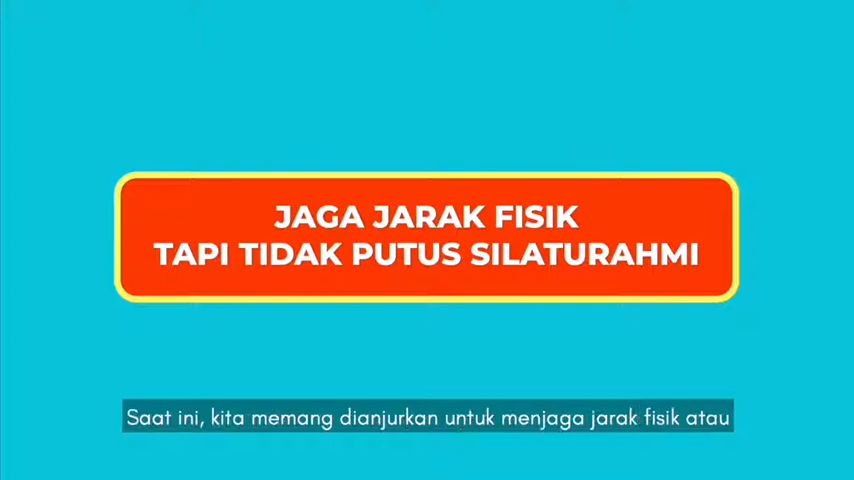 JAGA JARAK FISIK
TAPI TIDAK PUTUS SILATURAHMI
Saat ini, kita memang dianjurkan untuk menjaga jarak fisik atau